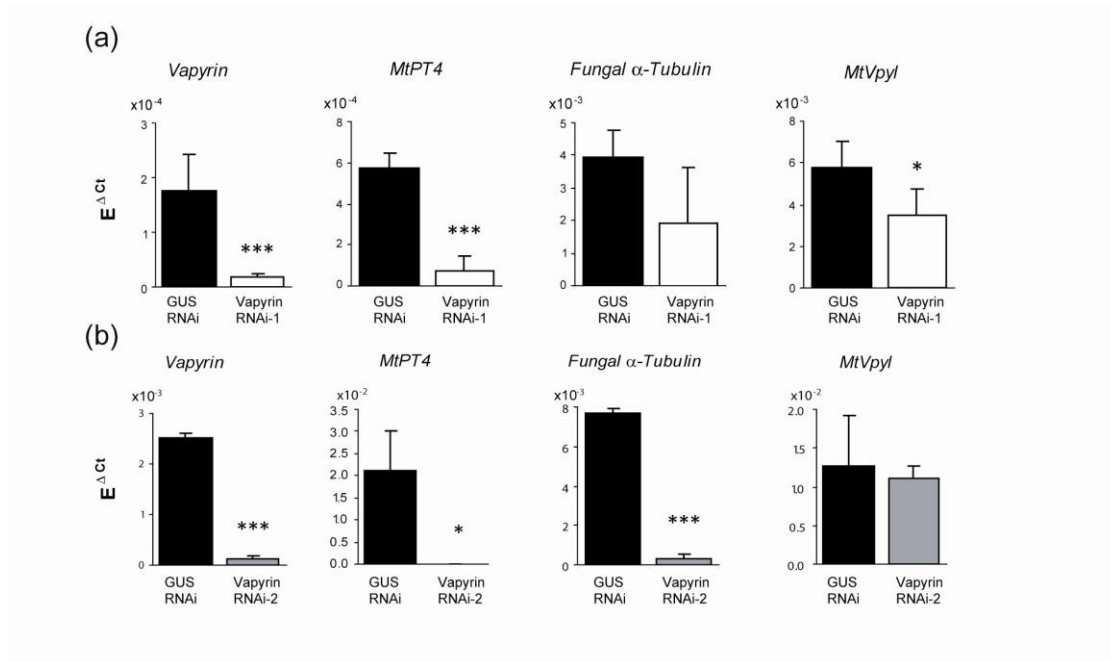 (a)
Vapyrin
MtPT4
Fungal α-Tubulin
MtVpyl
x10-4
x10-4
x10-3
x10-3
3
2
1
0
8
6
4
2
0
5
4
3
2
1
0
8
6
4
2
0
E Δ Ct
***
***
*
GUS
RNAi
Vapyrin
RNAi-1
GUS
RNAi
Vapyrin
RNAi-1
GUS
RNAi
Vapyrin
RNAi-1
GUS
RNAi
Vapyrin
RNAi-1
(b)
Vapyrin
MtPT4
Fungal α-Tubulin
MtVpyl
x10-3
x10-2
x10-3
x10-2
3
2
1
0
3.5
3.0
2.5
2.0
1.5
1.0
0.5
0.0
8
6
4
2
0
2.0
1.5
1.0
0.5
0.0
E Δ Ct
***
*
***
GUS
RNAi
Vapyrin
RNAi-2
GUS
RNAi
Vapyrin
RNAi-2
GUS
RNAi
Vapyrin
RNAi-2
GUS
RNAi
Vapyrin
RNAi-2